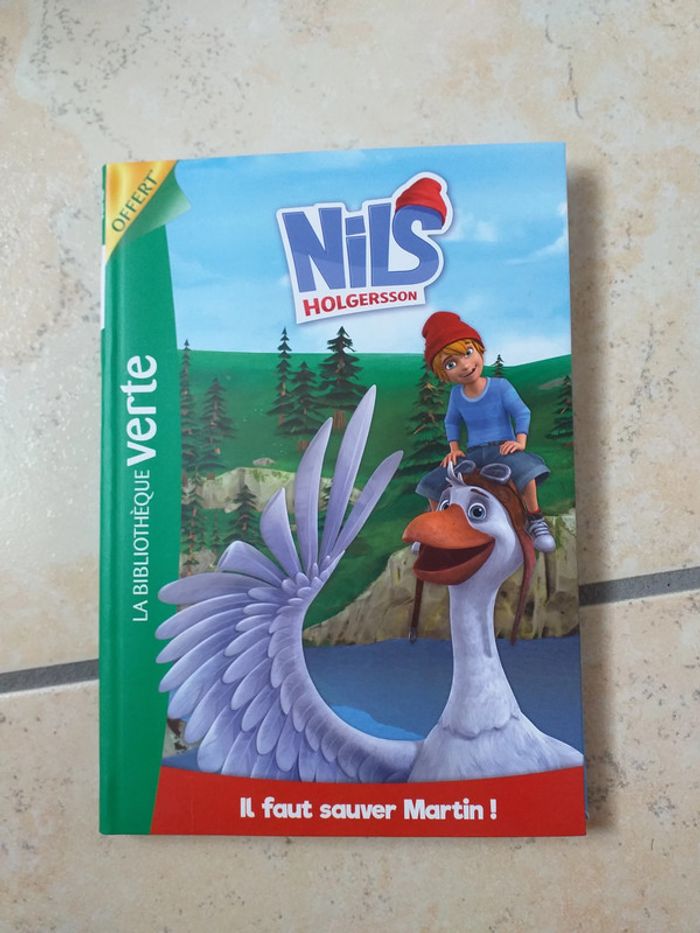 OFFERT
NiLS
HOLGERSSON
LA BIBLIOTHÈQUE verte
Il faut sauver Martin !